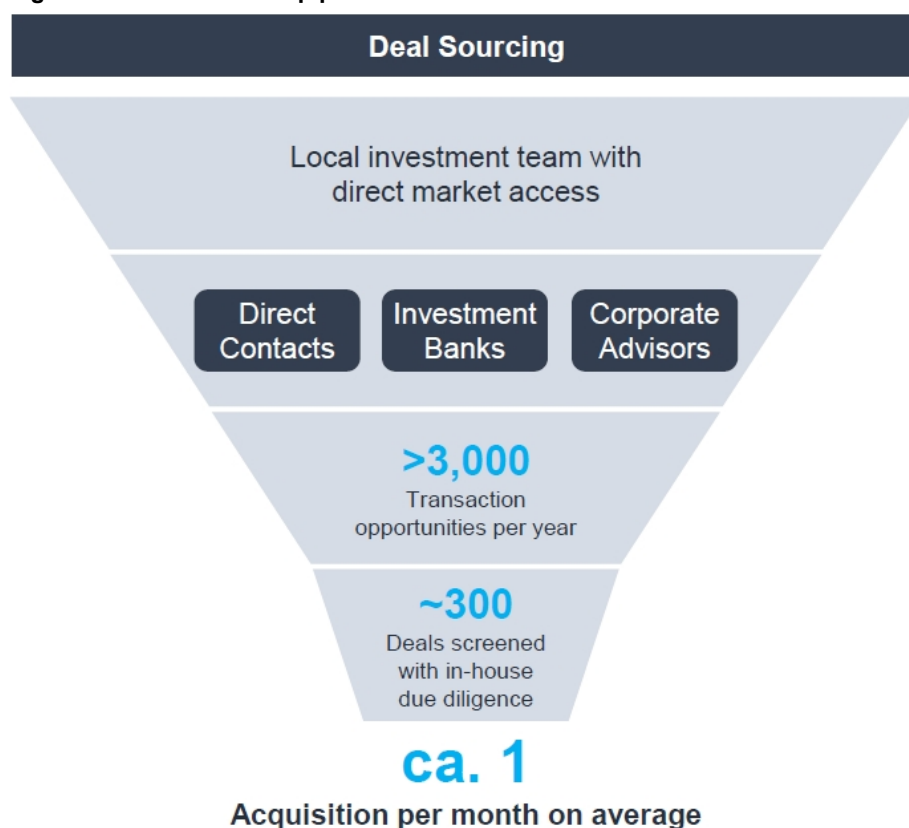 Deal Sourcing
Local investment team with
direct market access
Direct
Contacts
Investment
Banks
Corporate
Advisors
>3,000
Transaction
opportunities per year
~300
Deals screened
with in-house
due diligence
ca. 1
Acquisition per month on average